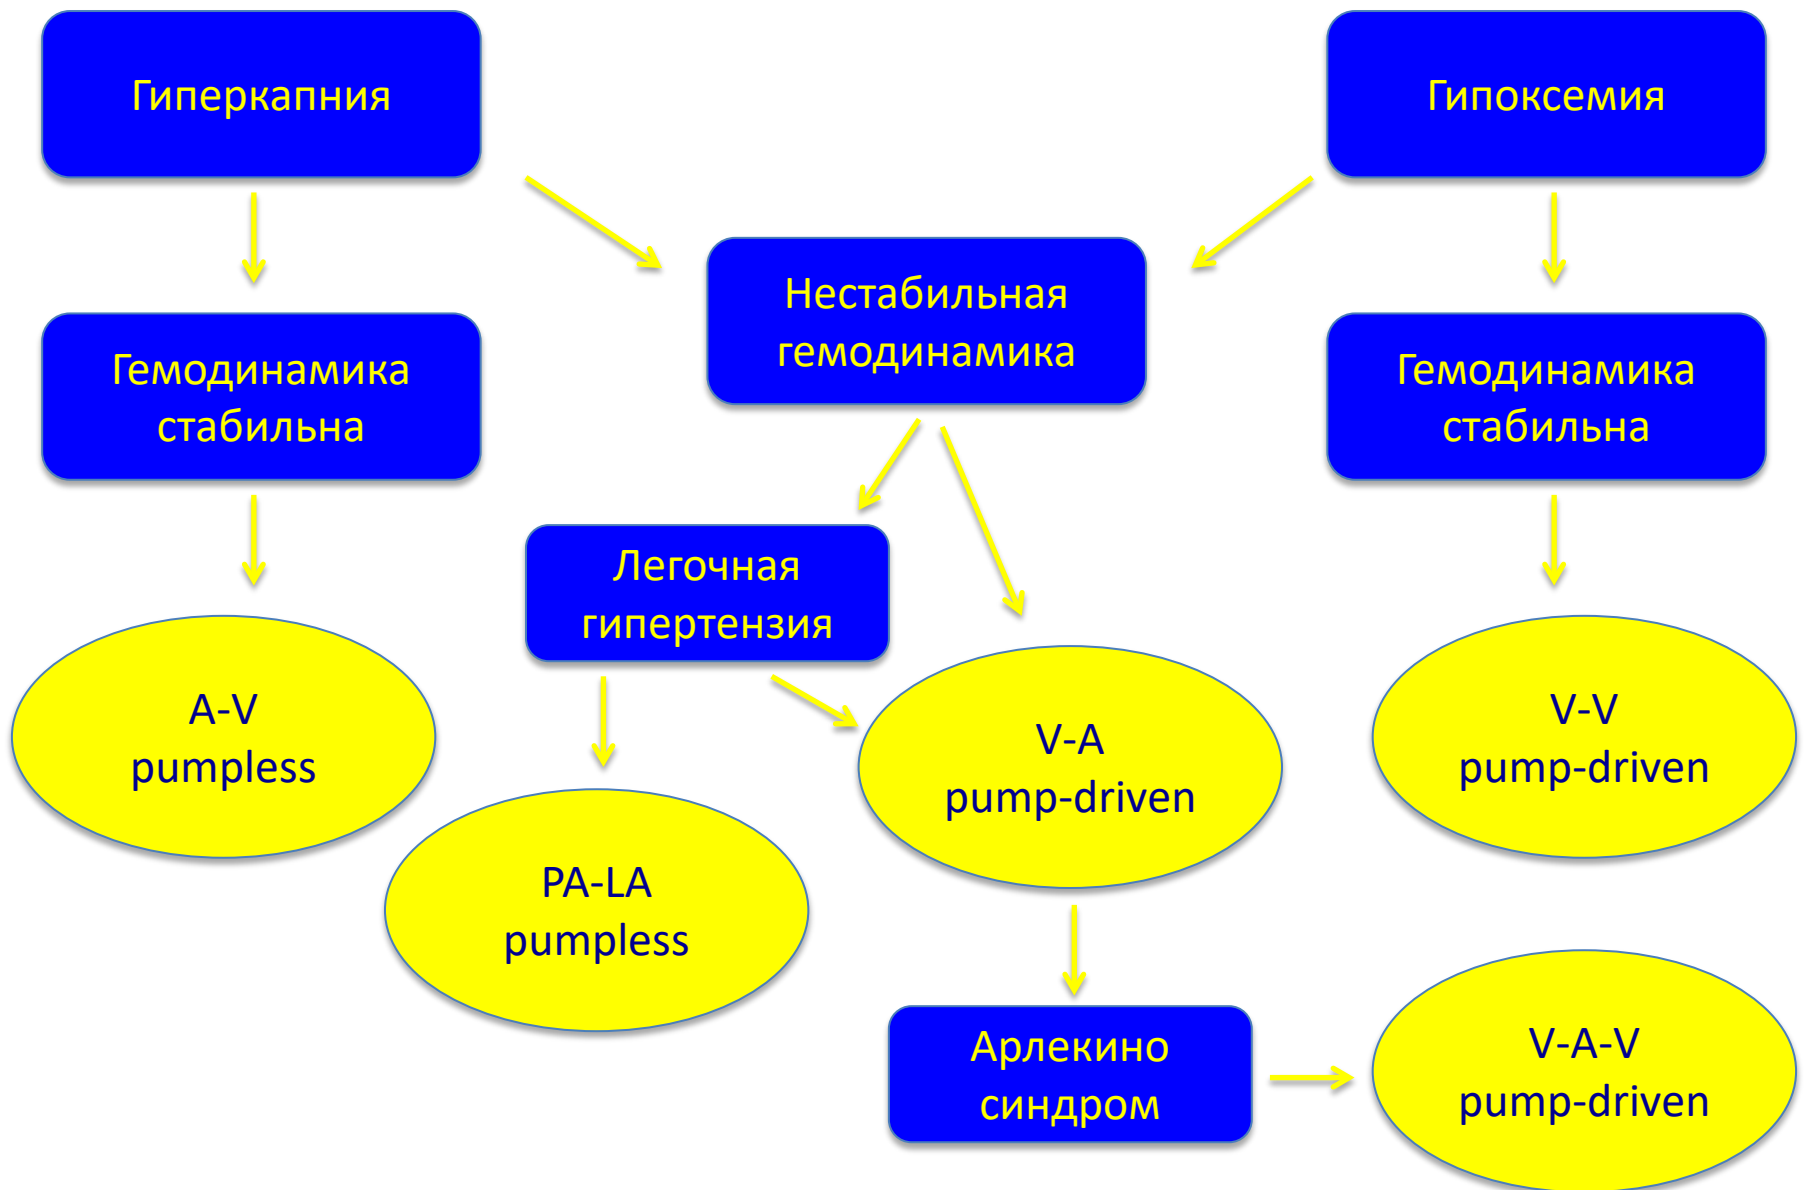 Гиперкапния
Гипоксемия
Нестабильная
гемодинамика
Гемодинамика
стабильна
Гемодинамика
стабильна
Легочная
гипертензия
A-V
pumpless
V-A
pump-driven
V-V
pump-driven
PA-LA
pumpless
Арлекино
синдром
V-A-V
pump-driven